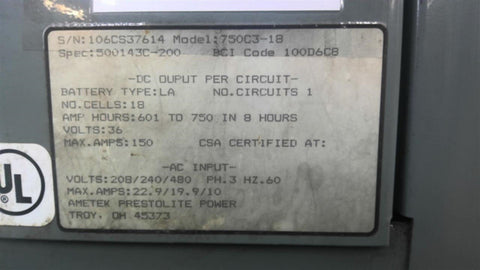 S/N:106CS37614 Model:750C3-18
Spec:500143C-200 BCI Code 100D6C8
-DC OUPUT PER CIRCUIT-
BATTERY TYPE:LA NO.CIRCUITS 1
NO.CELLS:18
AMP HOURS:601 TO 750 IN 8 HOURS
VOLTS:36
MAX.AMPS:150 CSA CERTIFIED AT:
-AC INPUT-
VOLTS:208/240/480 PH.3 HZ.60
MAX.AMPS:22.9/19.9/10
AMETEK PRESTOLITE POWER
TROY, OH 45373
UL